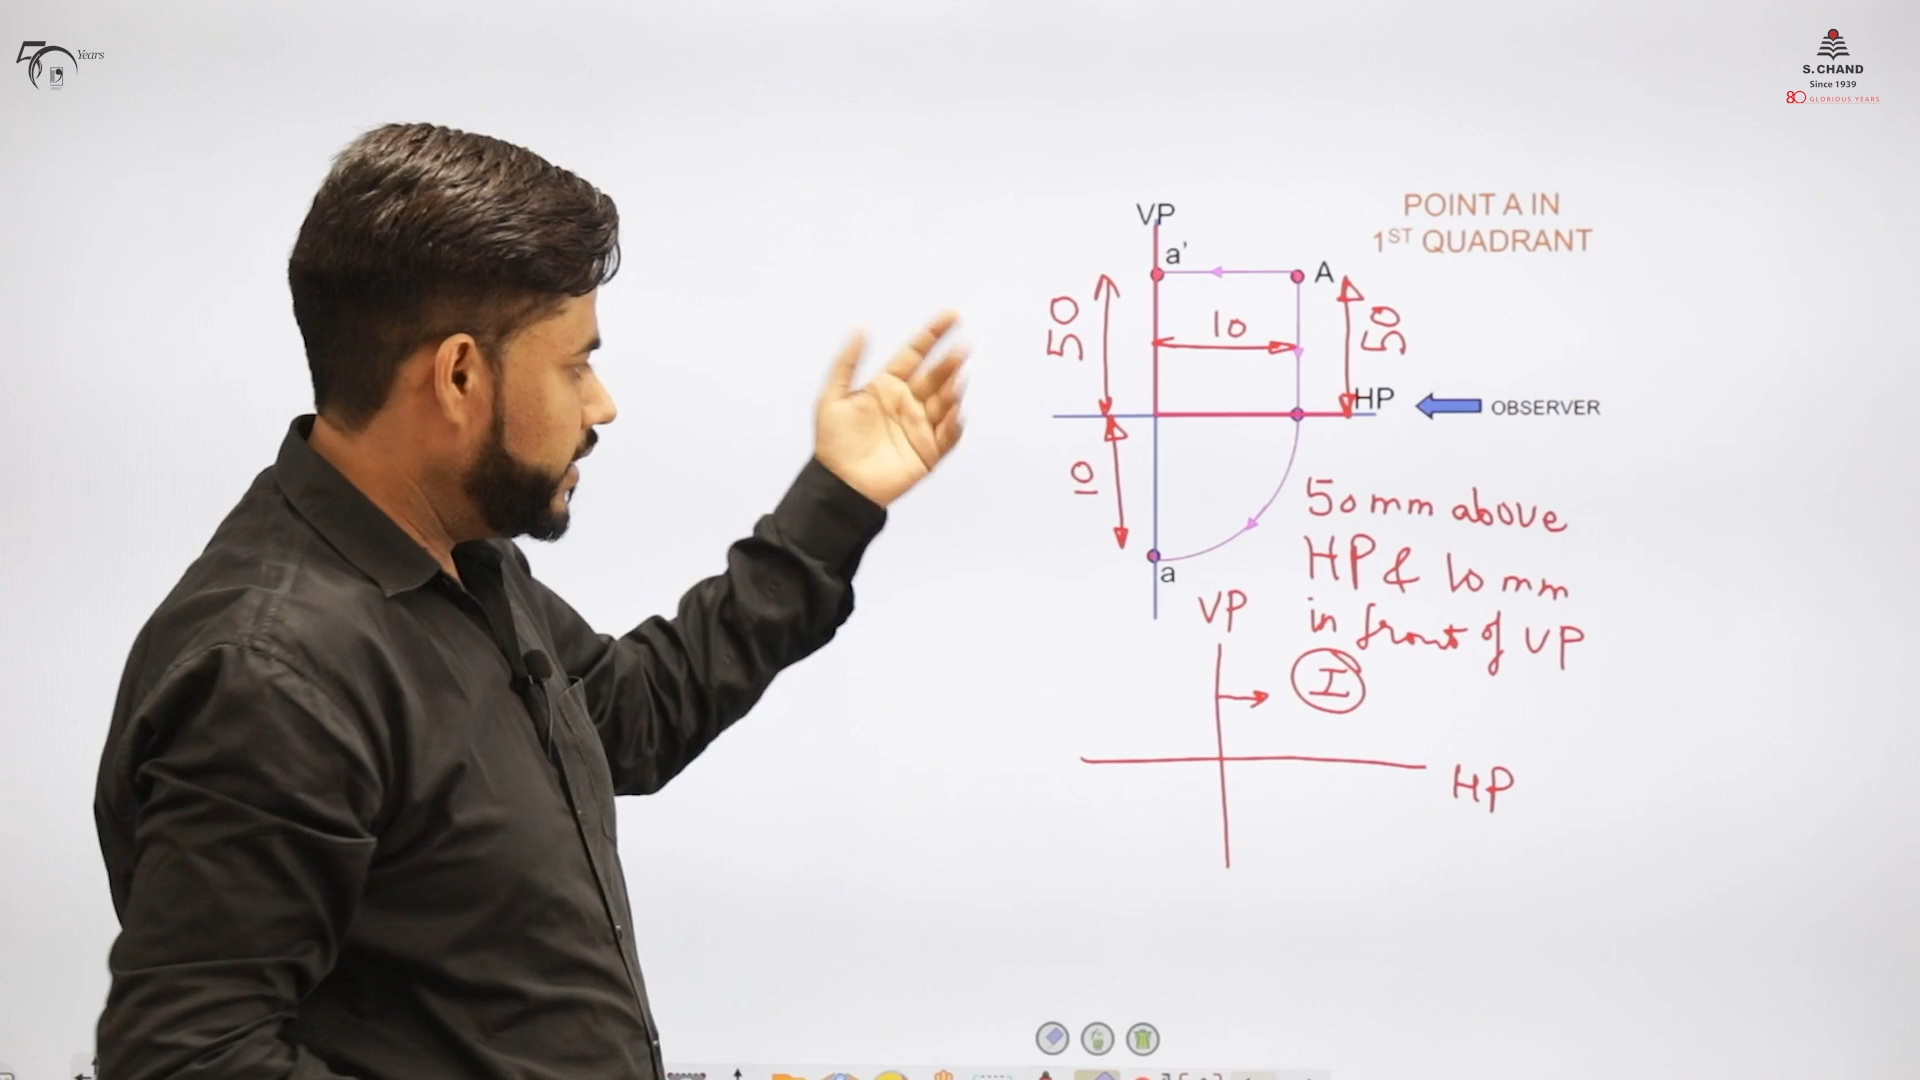 50 Years
S. CHAND
Since 1939
80 GLORIOUS YEARS
POINT A IN
1ST QUADRANT
VP
a'
A
50
10
50
HP
OBSERVER
10
a
50 mm above
HP & 10 mm
in front of VP
I
VP
HP